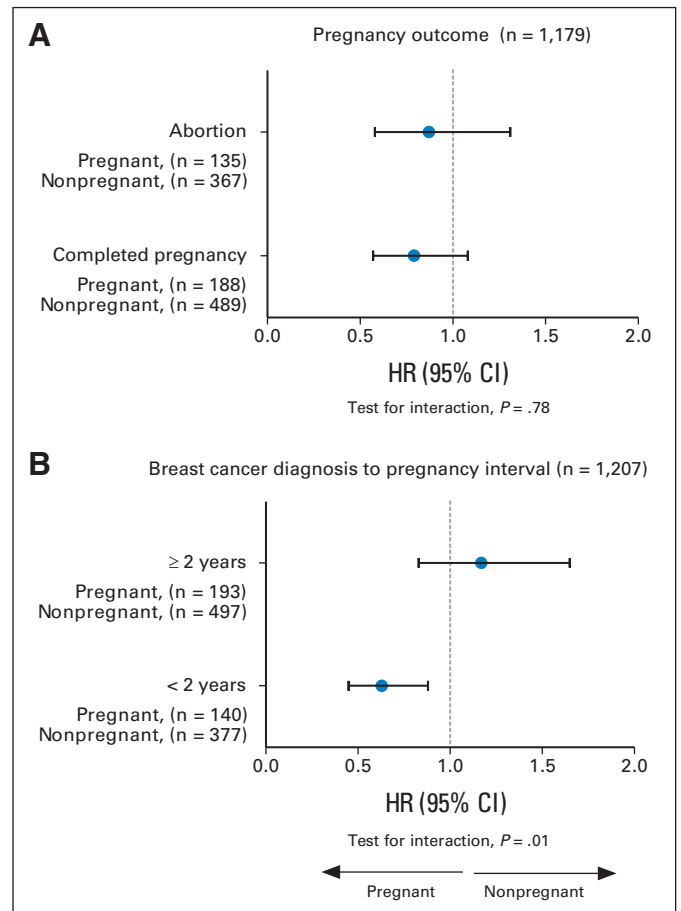 A
Pregnancy outcome (n = 1,179)
Abortion
Pregnant, (n = 135)
Nonpregnant, (n = 367)
Completed pregnancy
Pregnant, (n = 188)
Nonpregnant, (n = 489)
0.0 0.5 1.0 1.5 2.0
HR (95% CI)
Test for interaction, P = .78
B
Breast cancer diagnosis to pregnancy interval (n = 1,207)
≥ 2 years
Pregnant, (n = 193)
Nonpregnant, (n = 497)
< 2 years
Pregnant, (n = 140)
Nonpregnant, (n = 377)
0.0 0.5 1.0 1.5 2.0
HR (95% CI)
Test for interaction, P = .01
Pregnant Nonpregnant